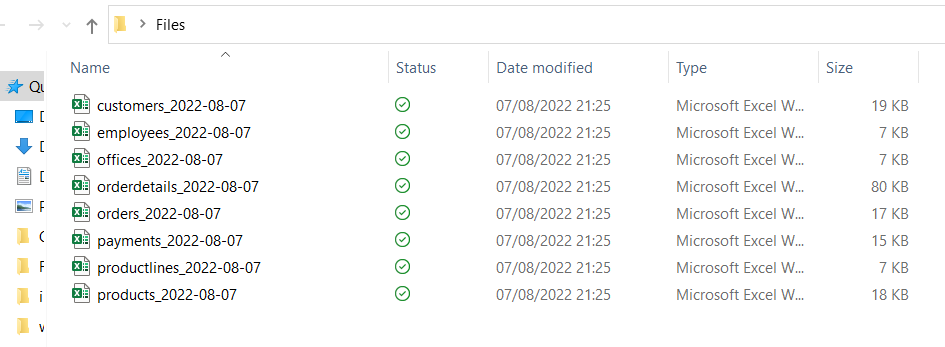 Files
Name Status Date modified Type Size
Qu
customers_2022-08-07 07/08/2022 21:25 Microsoft Excel W... 19 KB
employees_2022-08-07 07/08/2022 21:25 Microsoft Excel W... 7 KB
offices_2022-08-07 07/08/2022 21:25 Microsoft Excel W... 7 KB
orderdetails_2022-08-07 07/08/2022 21:25 Microsoft Excel W... 80 KB
orders_2022-08-07 07/08/2022 21:25 Microsoft Excel W... 17 KB
payments_2022-08-07 07/08/2022 21:25 Microsoft Excel W... 15 KB
productlines_2022-08-07 07/08/2022 21:25 Microsoft Excel W... 7 KB
products_2022-08-07 07/08/2022 21:25 Microsoft Excel W... 18 KB